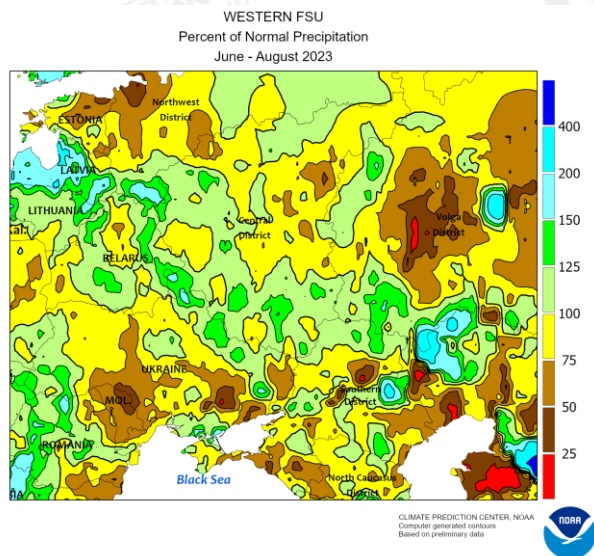 WESTERN FSU
Percent of Normal Precipitation
June - August 2023
Northwest
District
ESTONIA
LATVIA
LITHUANIA
Central
District
Volga
District
BELARUS
UKRAINE
MOL.
Southern
District
ROMANIA
Black Sea
North Caucasus
District
400
200
150
125
100
75
50
25
CLIMATE PREDICTION CENTER, NOAA
Computer generated contours
Based on preliminary data
NOAA